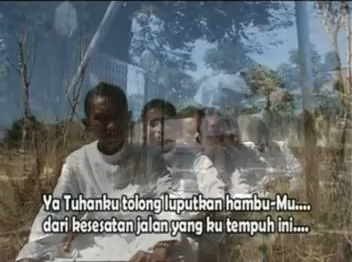 Ya Tuhanku tolong luputkan hambu-Mu....
dari kesesatan jalan yang ku tempuh ini....